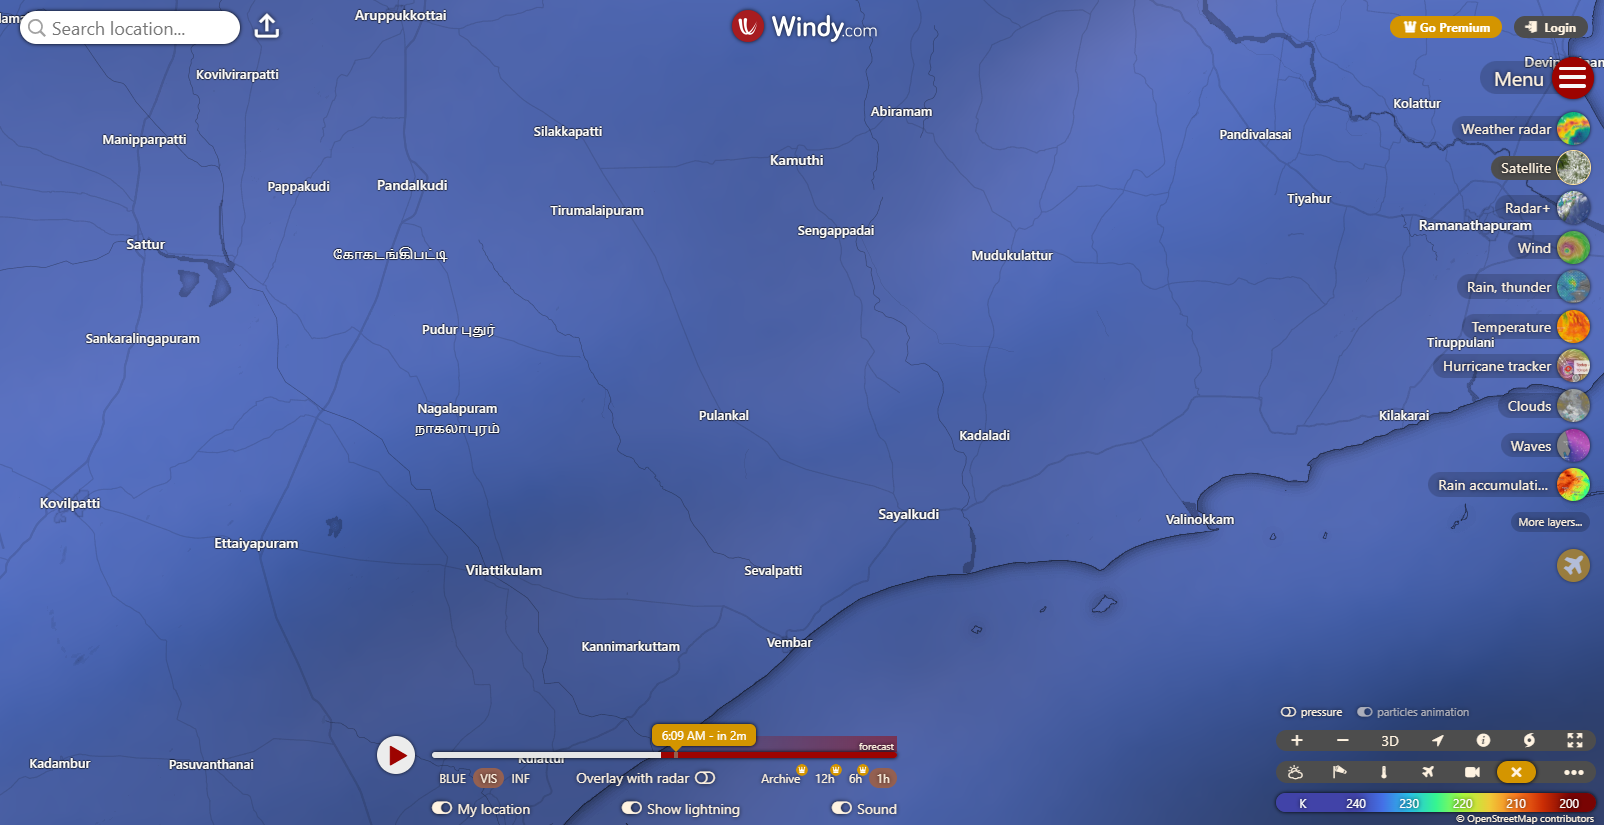 Search location...
Aruppukkottai
Windy.com
Go Premium
Login
Menu
Kovilvirarpatti
Kolattur
Abiramam
Silakkapatti
Pandivalasai
Weather radar
Manipparpatti
Kamuthi
Satellite
Pappakudi
Pandalkudi
Tiyahur
Radar+
Tirumalaipuram
Ramanathapuram
Sengappadai
Sattur
Wind
கோகடங்கிபட்டி
Mudukulattur
Rain, thunder
Pudur புதுர்
Temperature
Sankaralingapuram
Tiruppulani
Hurricane tracker
Nagalapuram
நாகலாபுரம்
Clouds
Pulankal
Kilakarai
Kadaladi
Waves
Rain accumulati...
Kovilpatti
Sayalkudi
Valinokkam
More layers...
Ettaiyapuram
Vilattikulam
Sevalpatti
Kannimarkuttam
Vembar
pressure
particles animation
6:09 AM - in 2m
forecast
3D
Kadambur
Pasuvanthanai
Kulattur
BLUE VIS INF
Overlay with radar
Archive 12h 6h 1h
My location
Show lightning
Sound
K 240 230 220 210 200
© OpenStreetMap contributors